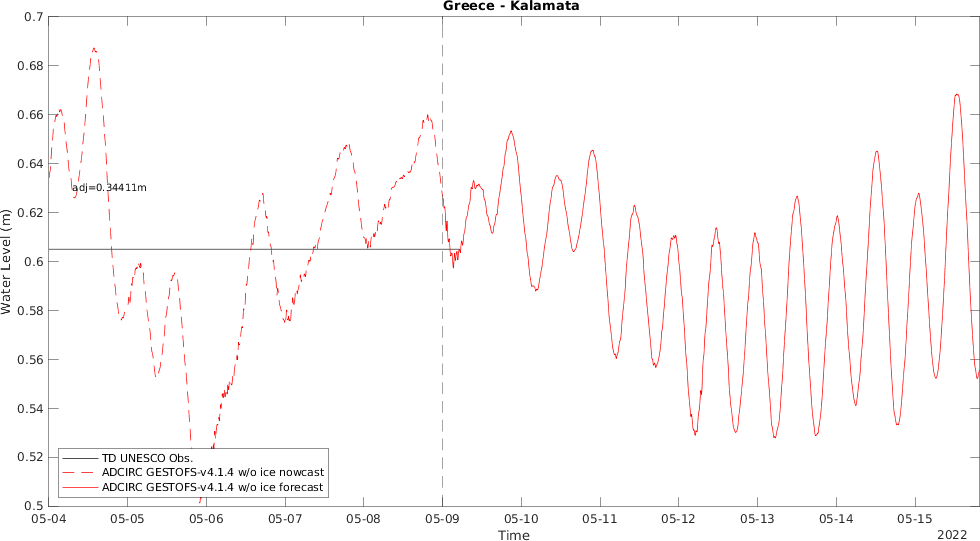 Greece - Kalamata
0.7
0.68
0.66
0.64
adj=0.34411m
0.62
0.6
0.58
0.56
0.54
0.52
0.5
Water Level (m)
TD UNESCO Obs.
ADCIRC GESTOFS-v4.1.4 w/o ice nowcast
ADCIRC GESTOFS-v4.1.4 w/o ice forecast
05-04 05-05 05-06 05-07 05-08 05-09 05-10 05-11 05-12 05-13 05-14 05-15
Time
2022